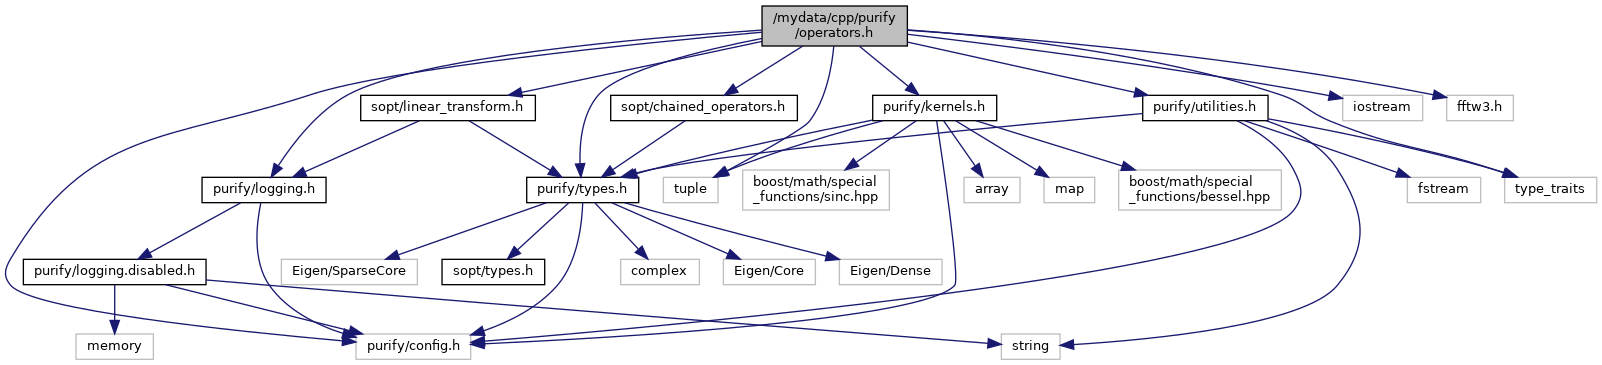 /mydata/cpp/purify
/operators.h
sopt/linear_transform.h
sopt/chained_operators.h
purify/kernels.h
purify/utilities.h
iostream
fftw3.h
purify/logging.h
purify/types.h
tuple
boost/math/special
_functions/sinc.hpp
array
map
boost/math/special
_functions/bessel.hpp
fstream
type_traits
purify/logging.disabled.h
Eigen/SparseCore
sopt/types.h
complex
Eigen/Core
Eigen/Dense
memory
purify/config.h
string